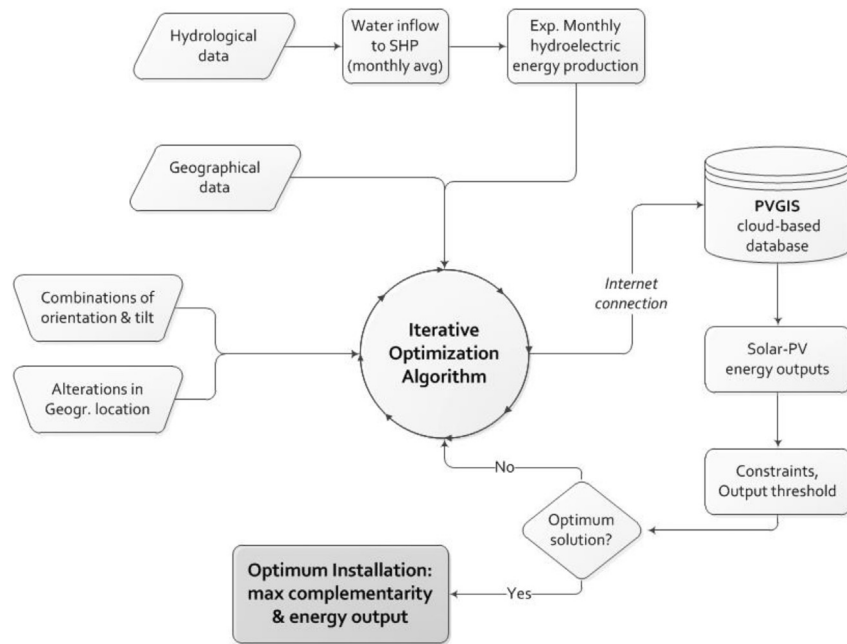 Hydrological
data
Water inflow
to SHP
(monthly avg)
Exp. Monthly
hydroelectric
energy production
Geographical
data
PVGIS
cloud-based
database
Combinations of
orientation & tilt
Iterative
Optimization
Algorithm
Internet
connection
Alterations in
Geogr. location
Solar-PV
energy outputs
Constraints,
Output threshold
No
Optimum
solution?
Yes
Optimum Installation:
max complementarity
& energy output